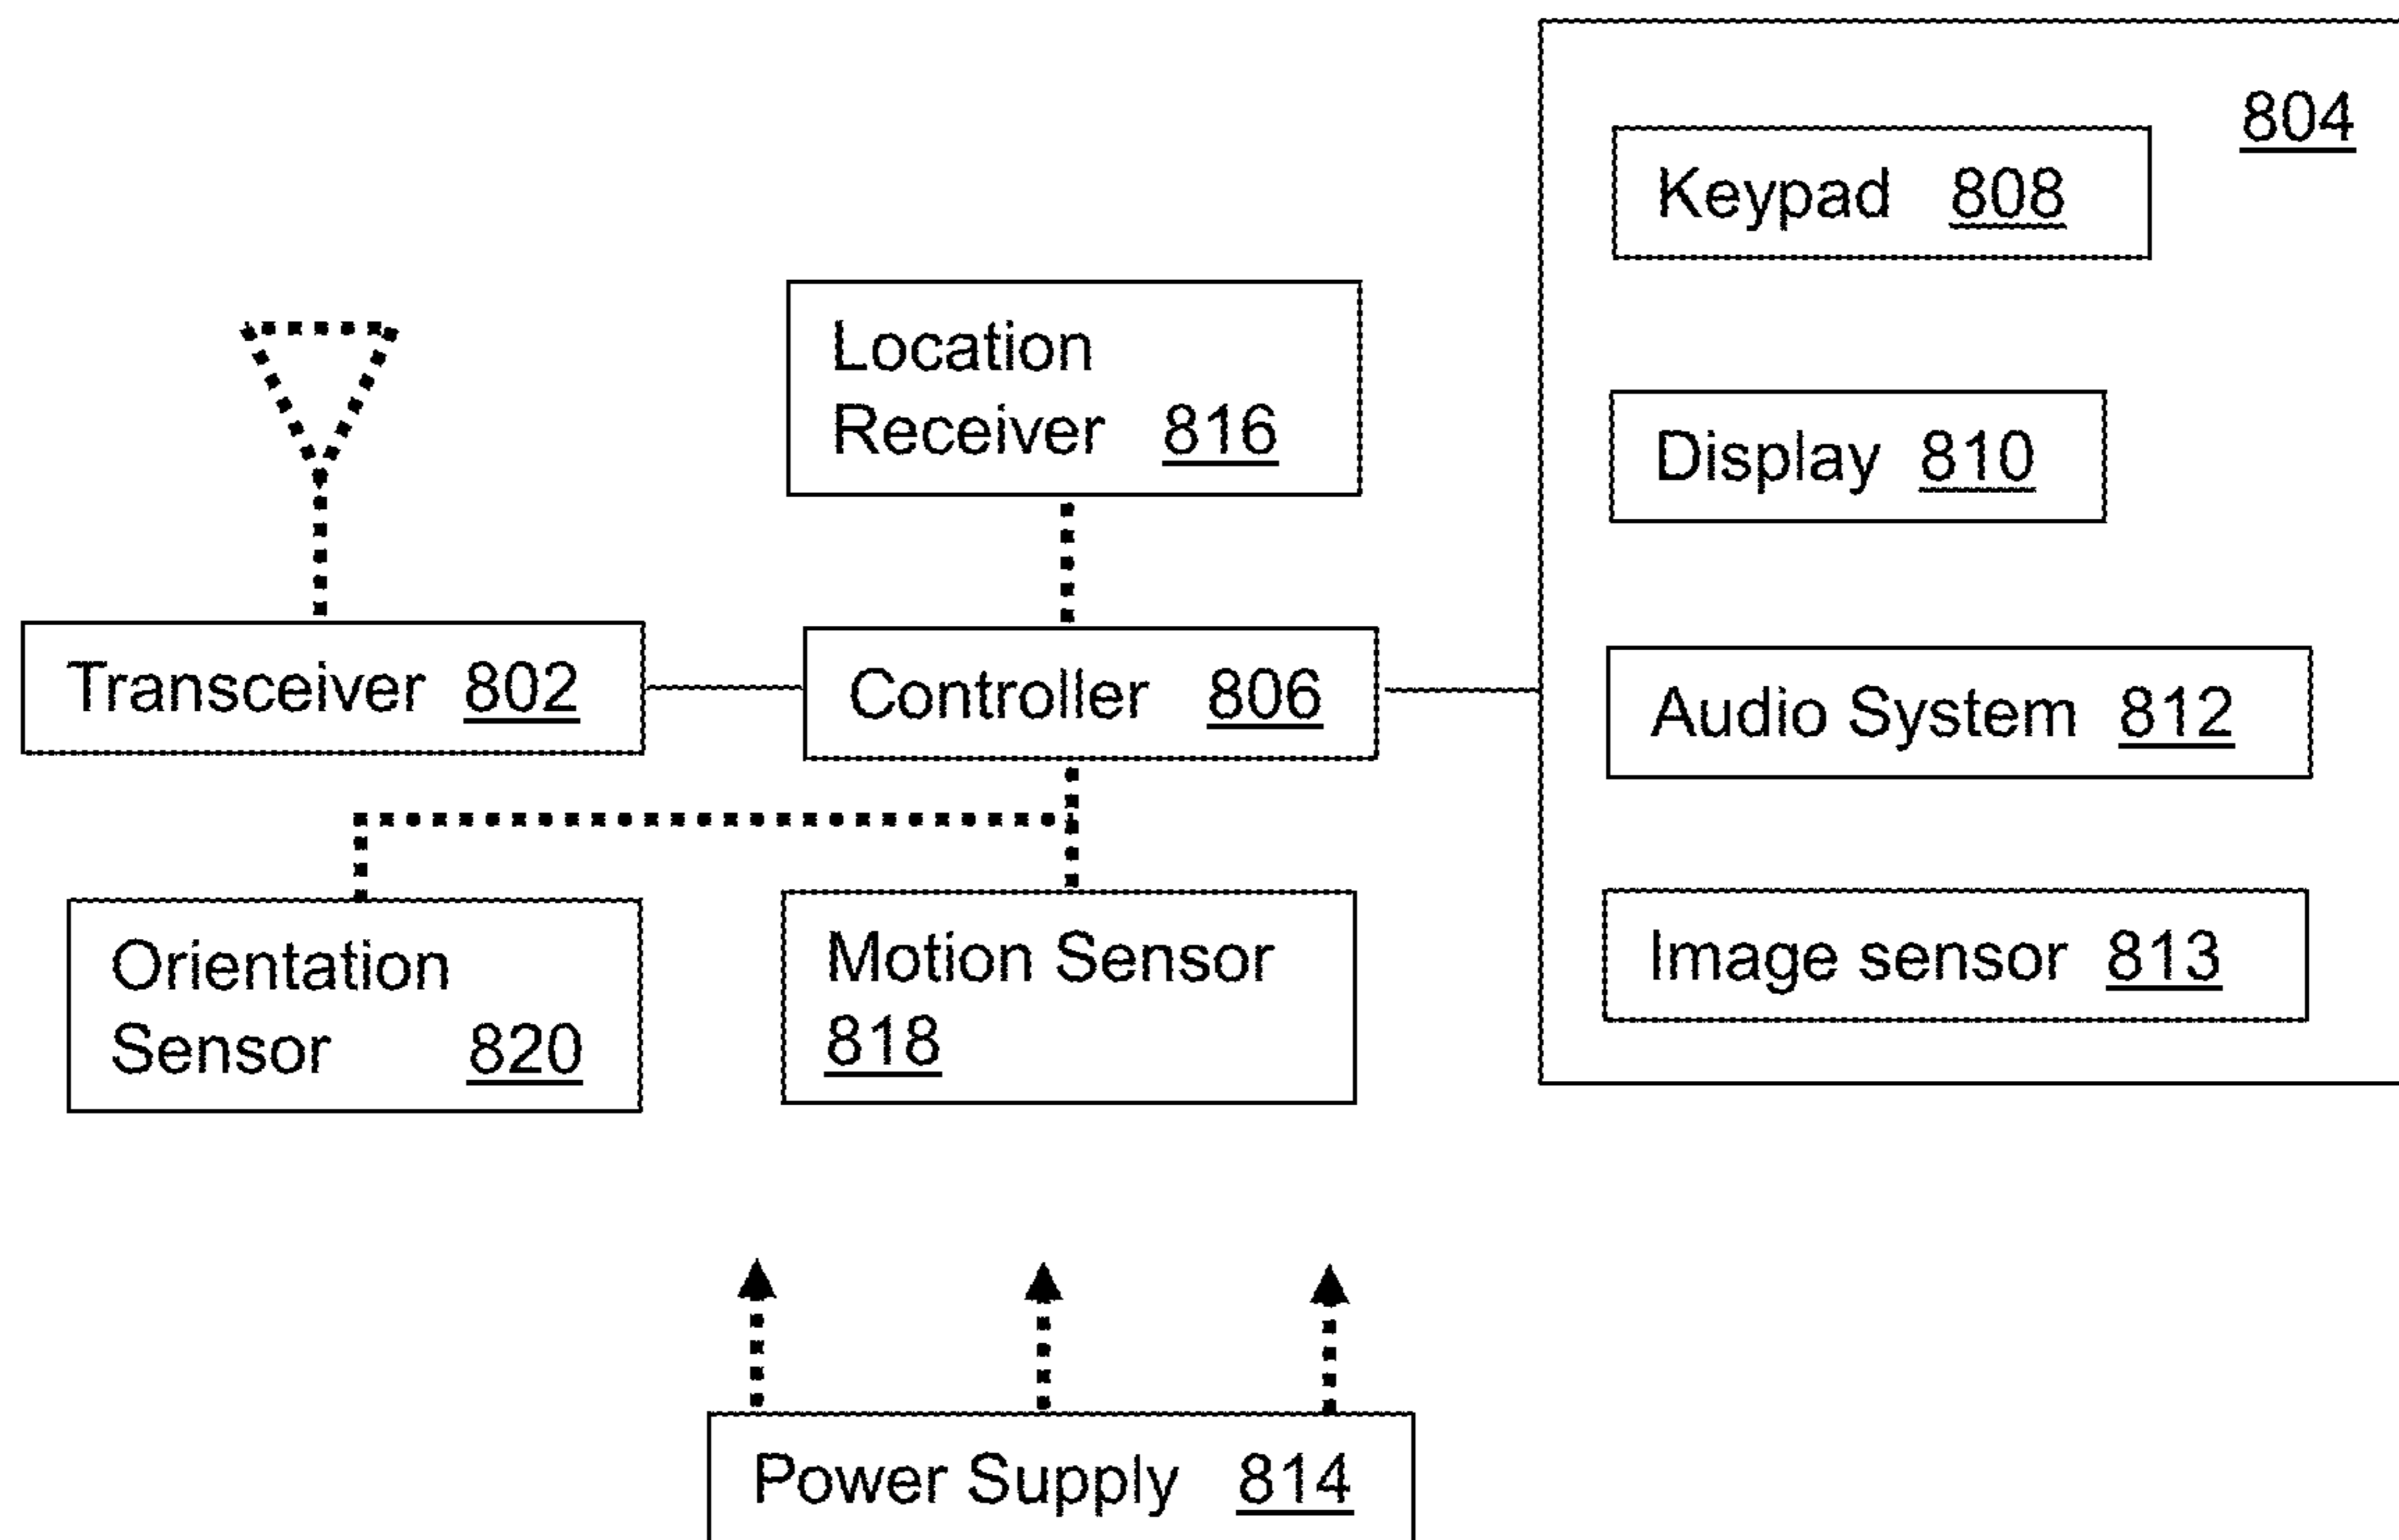 804
Keypad 808
Location
Receiver 816
Display 810
Transceiver 802
Controller 806
Audio System 812
Orientation
Sensor 820
Motion Sensor
818
Image sensor 813
Power Supply 814